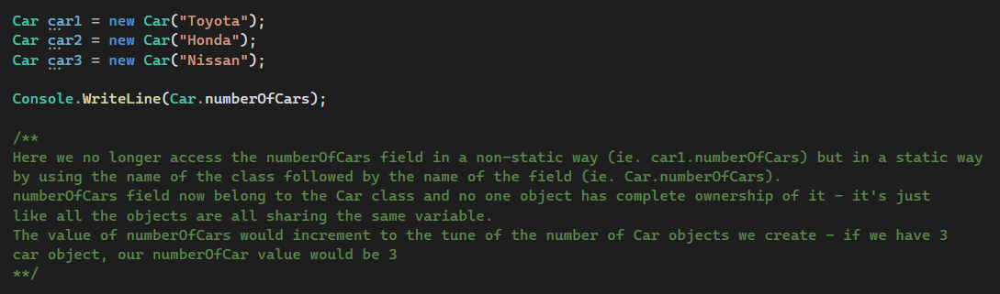 Car car1 = new Car("Toyota");
Car car2 = new Car("Honda");
Car car3 = new Car("Nissan");
Console.WriteLine(Car.numberOfCars);
/**
Here we no longer access the numberOfCars field in a non-static way (ie. car1.numberOfCars) but in a static way
by using the name of the class followed by the name of the field (ie. Car.numberOfCars).
numberOfCars field now belong to the Car class and no one object has complete ownership of it - it's just
like all the objects are all sharing the same variable.
The value of numberOfCars would increment to the tune of the number of Car objects we create - if we have 3
car object, our numberOfCar value would be 3
**/